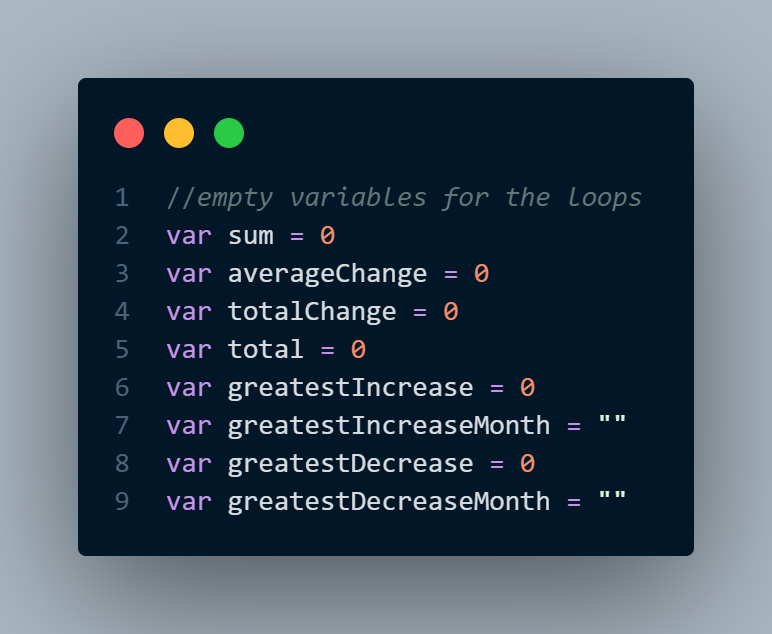 1 //empty variables for the loops
2 var sum = 0
3 var averageChange = 0
4 var totalChange = 0
5 var total = 0
6 var greatestIncrease = 0
7 var greatestIncreaseMonth = ""
8 var greatestDecrease = 0
9 var greatestDecreaseMonth = ""